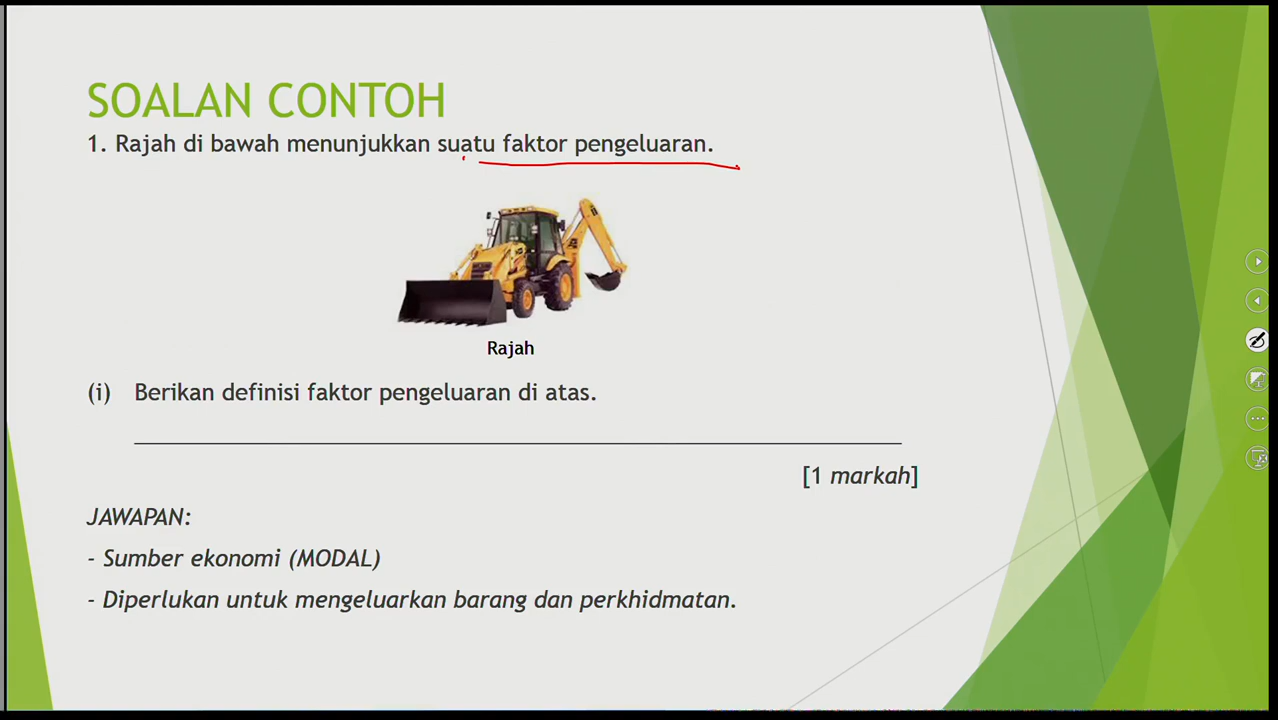 SOALAN CONTOH
1. Rajah di bawah menunjukkan suatu faktor pengeluaran.
Rajah
(i) Berikan definisi faktor pengeluaran di atas.
[1 markah]
JAWAPAN:
- Sumber ekonomi (MODAL)
- Diperlukan untuk mengeluarkan barang dan perkhidmatan.